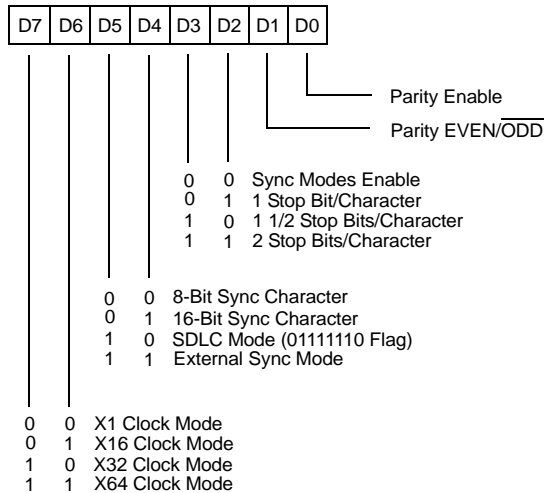 D7 D6 D5 D4 D3 D2 D1 D0
Parity Enable
Parity EVEN/ODD
0 0 Sync Modes Enable
0 1 1 Stop Bit/Character
1 0 1 1/2 Stop Bits/Character
1 1 2 Stop Bits/Character
0 0 8-Bit Sync Character
0 1 16-Bit Sync Character
1 0 SDLC Mode (01111110 Flag)
1 1 External Sync Mode
0 0 X1 Clock Mode
0 1 X16 Clock Mode
1 0 X32 Clock Mode
1 1 X64 Clock Mode